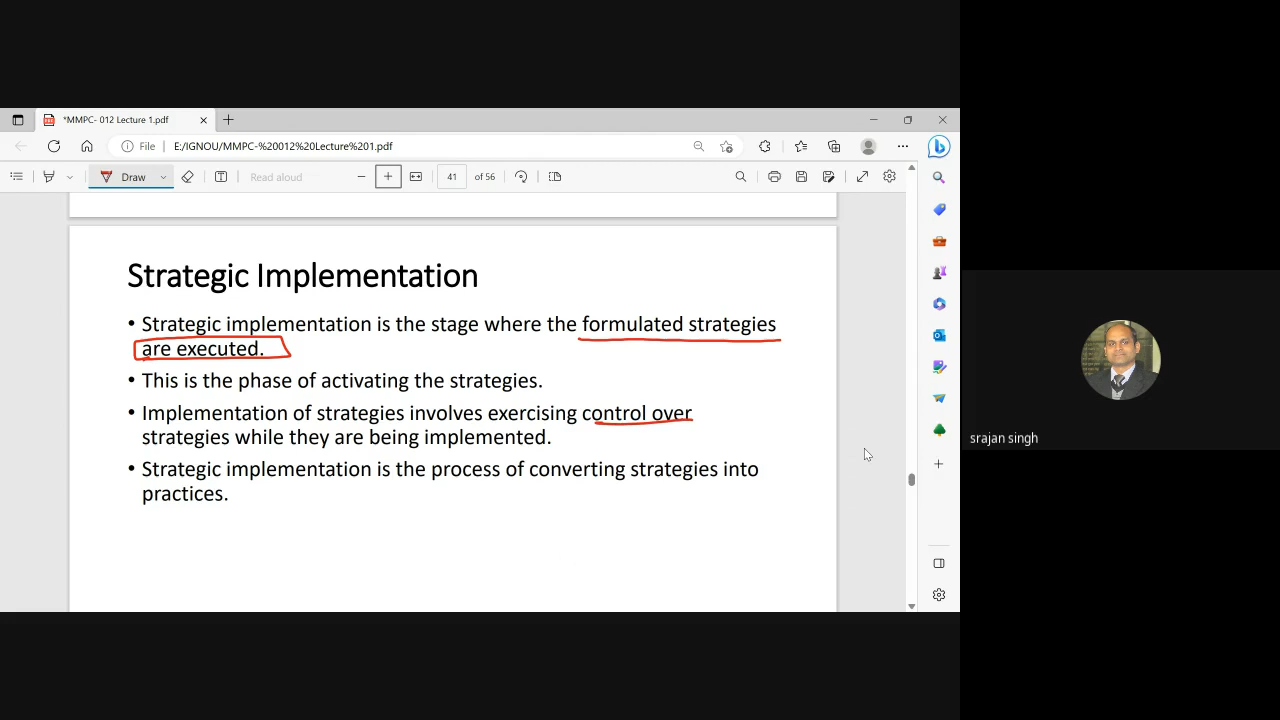 *MMPC- 012 Lecture 1.pdf
File E:/IGNOU/MMPC-%20012%20Lecture%201.pdf
Draw Read aloud 41 of 56
Strategic Implementation
• Strategic implementation is the stage where the formulated strategies
are executed.
• This is the phase of activating the strategies.
• Implementation of strategies involves exercising control over
strategies while they are being implemented.
• Strategic implementation is the process of converting strategies into
practices.
srajan singh